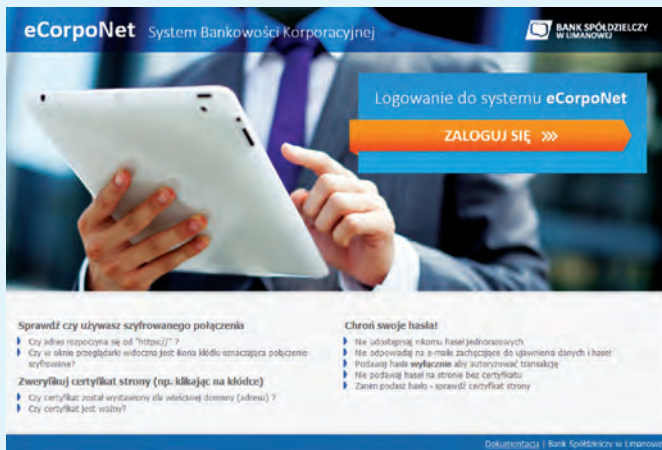 eCorpoNet System Bankowości Korporacyjnej
BANK SPÓŁDZIELCZY
W LIMANOWEJ
Logowanie do systemu eCorpoNet
ZALOGUJ SIĘ >>>
Sprawdź czy używasz szyfrowanego połączenia
Czy adres rozpoczyna się od "https://" ?
Czy w oknie przeglądarki widoczna jest ikona kłódki oznaczająca połączenie
szyfrowane?
Zweryfikuj certyfikat strony (np. klikając na kłódce)
Czy certyfikat został wystawiony dla właściwej domeny (adresu) ?
Czy certyfikat jest ważny?
Chroń swoje hasła!
Nie udostępniaj nikomu haseł jednorazowych
Nie odpowiadaj na e-maile zachęcające do ujawnienia danych i haseł
Podawaj hasła wyłącznie aby autoryzować transakcję
Nie podawaj haseł na stronie bez certyfikatu
Zanim podasz hasło - sprawdź certyfikat strony
Dokumentacja | Bank Spółdzielczy w Limanowej